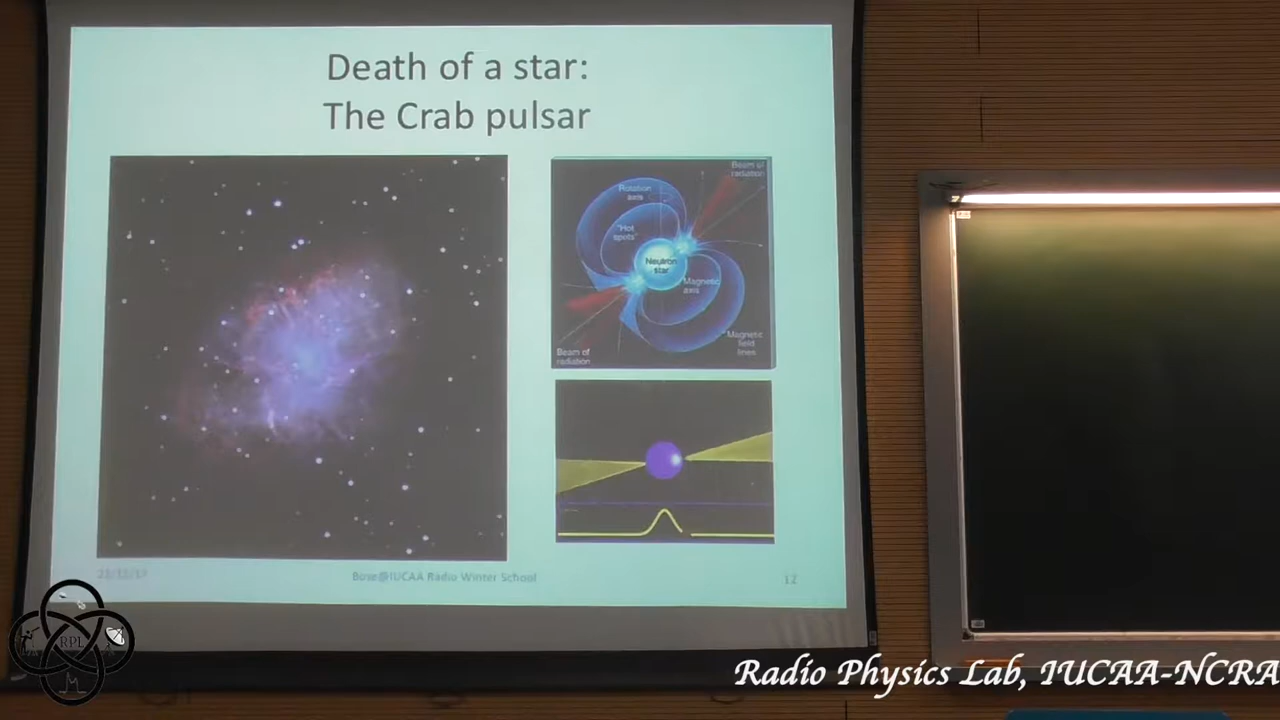 Death of a star:
The Crab pulsar
Beam of
radiation
Rotation
axis
"Hot
spots"
Neutron
star
Magnetic
axis
Magnetic
field
lines
Beam of
radiation
Bose@IUCAA Radio Winter School
12
RPL
Radio Physics Lab, IUCAA-NCRA